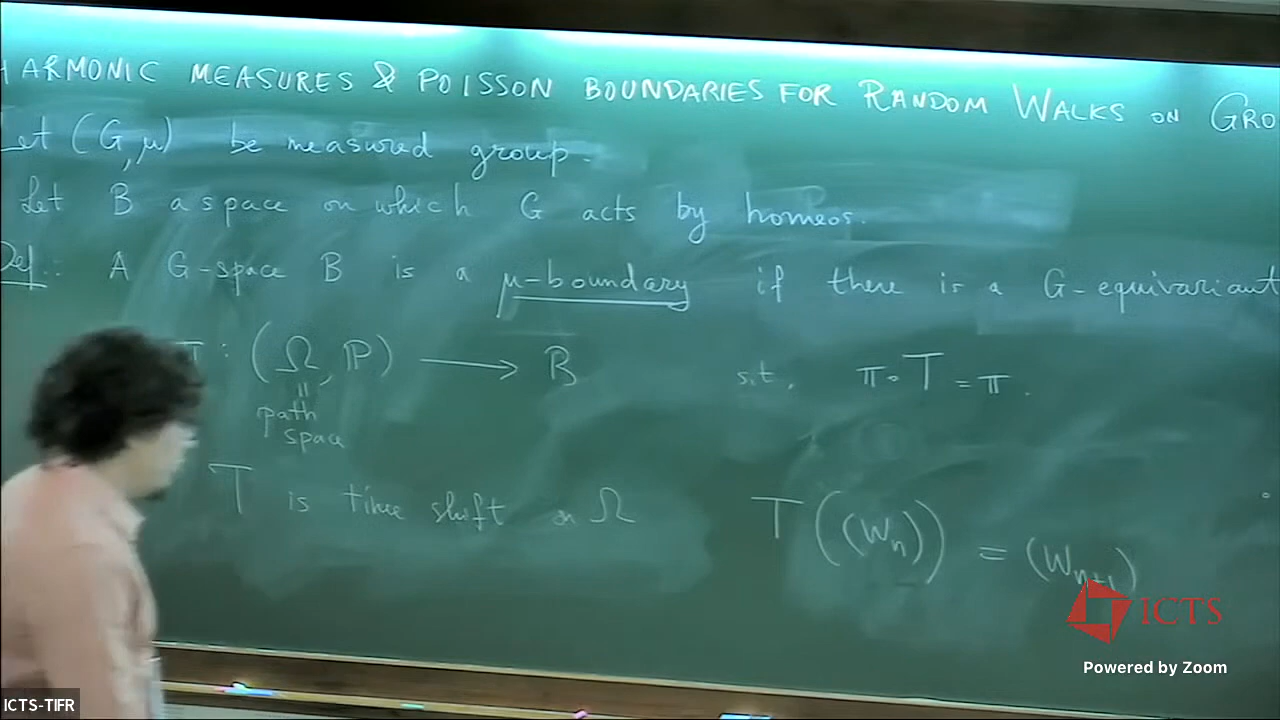 ARMONIC MEASURES & POISSON BOUNDARIES FOR RANDOM WALKS ON GRO
Let (G, μ) be measured group.
Let B a space on which G acts by homeos.
Def: A G-space B is a μ-boundary if there is a G-equivariant
: (Ω, ℙ) ⟶ B s.t. π∘T = π.
=
path
space
T is time shift on Ω T((Wn)) = (Wn+1)
ICTS
Powered by Zoom
ICTS-TIFR